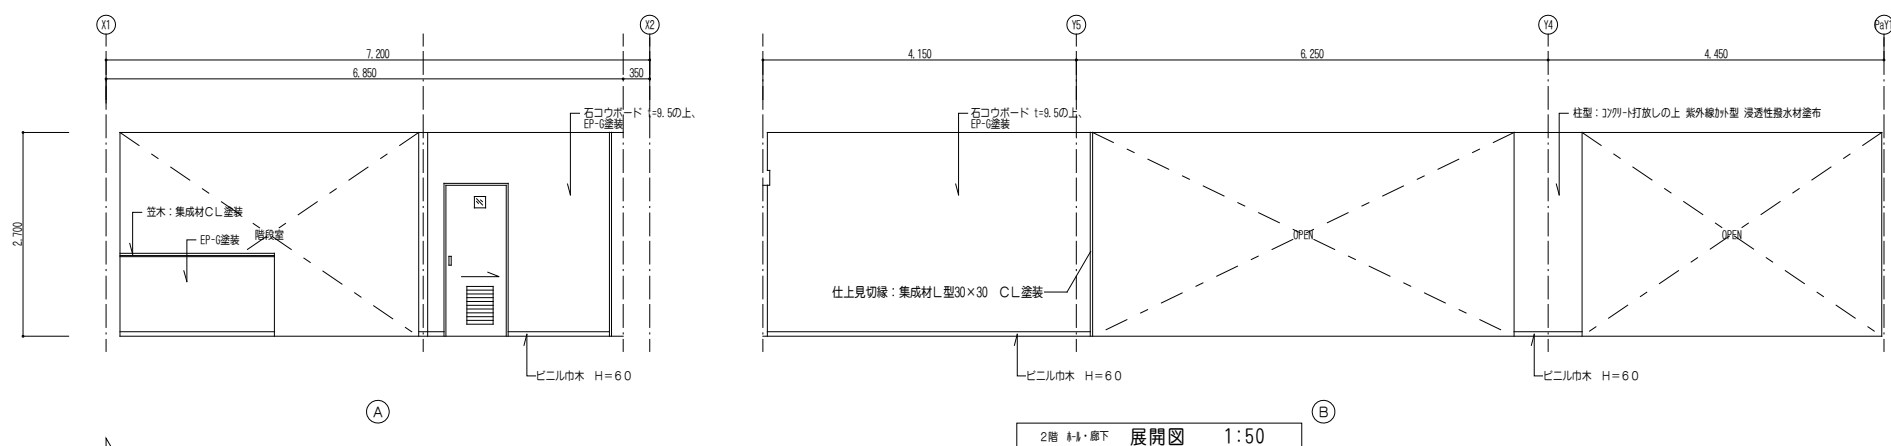 X1
X2
Y5
Y4
PaY1
7,200
4,150
6,250
4,450
6,850
350
石コウボード t=9.5の上、
EP-G塗装
石コウボード t=9.5の上、
EP-G塗装
柱型：コンクリート打放しの上 紫外線カット型 浸透性撥水材塗布
2,700
笠木：集成材CL塗装
EP-G塗装
階段室
OPEN
OPEN
仕上見切縁：集成材L型30×30 CL塗装
ビニル巾木 H=60
ビニル巾木 H=60
ビニル巾木 H=60
A
B
2階 ホール・廊下 展開図 1:50